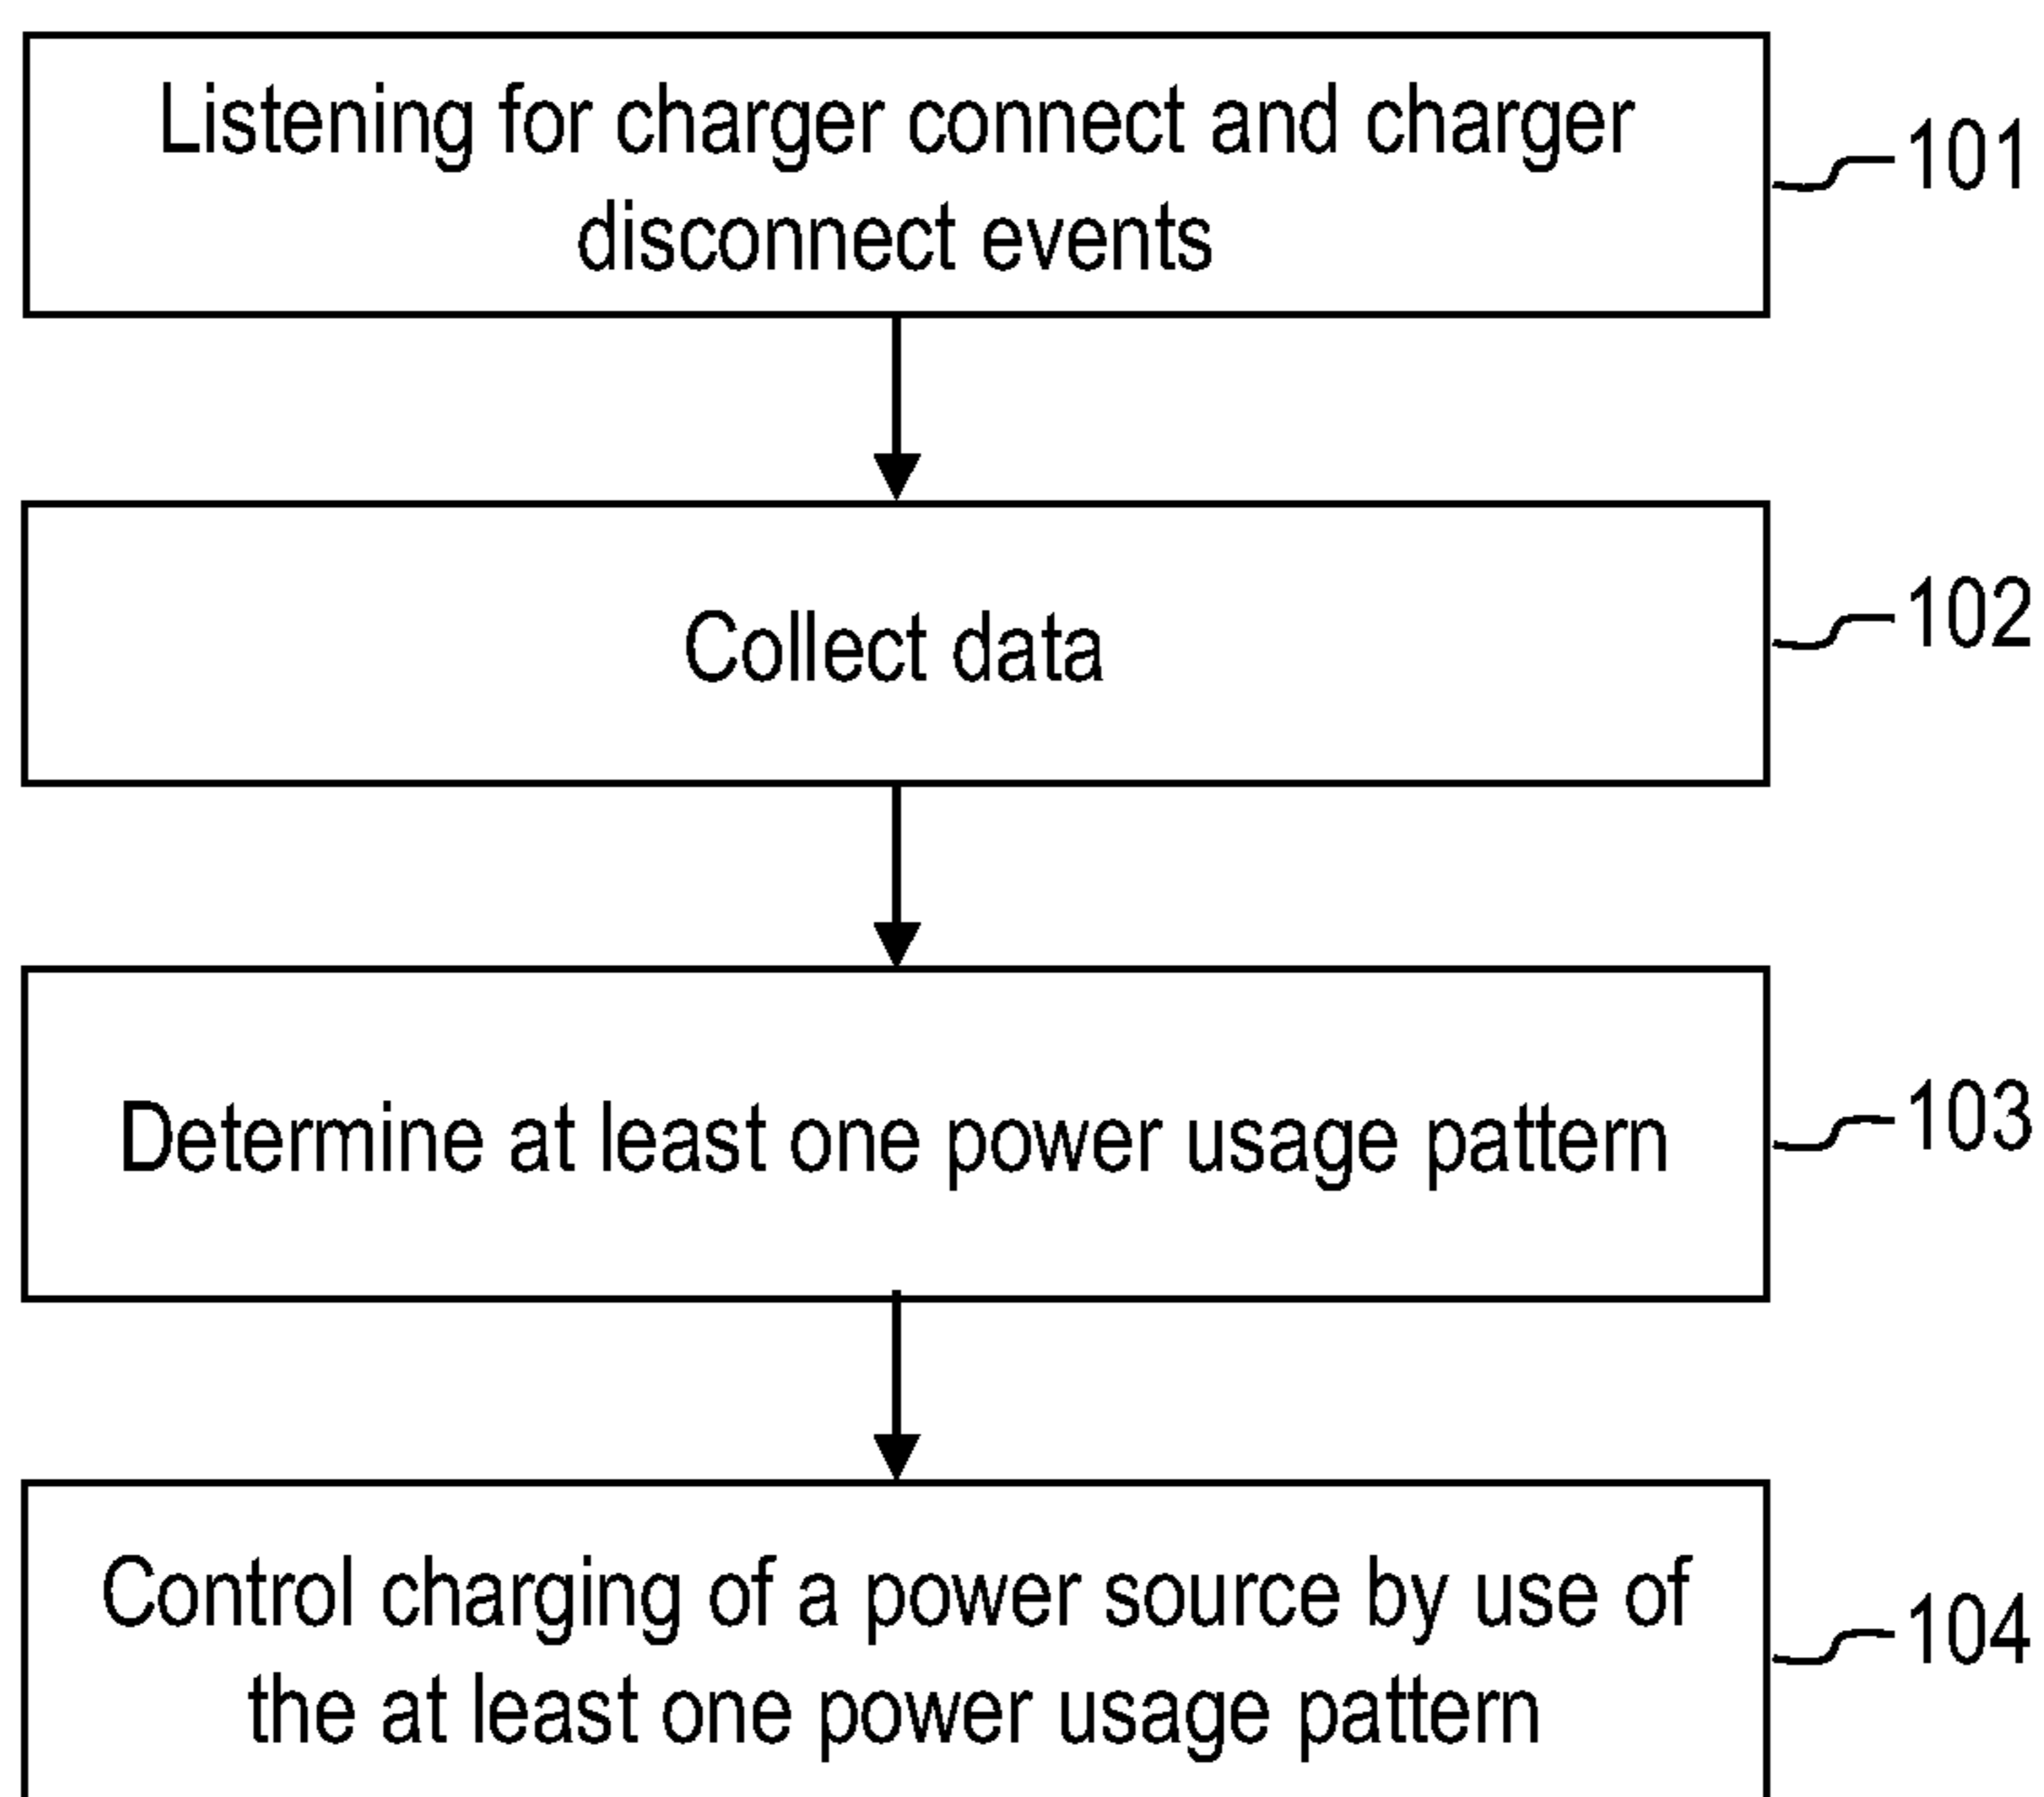 Listening for charger connect and charger
disconnect events
101
Collect data
102
Determine at least one power usage pattern
103
Control charging of a power source by use of
the at least one power usage pattern
104